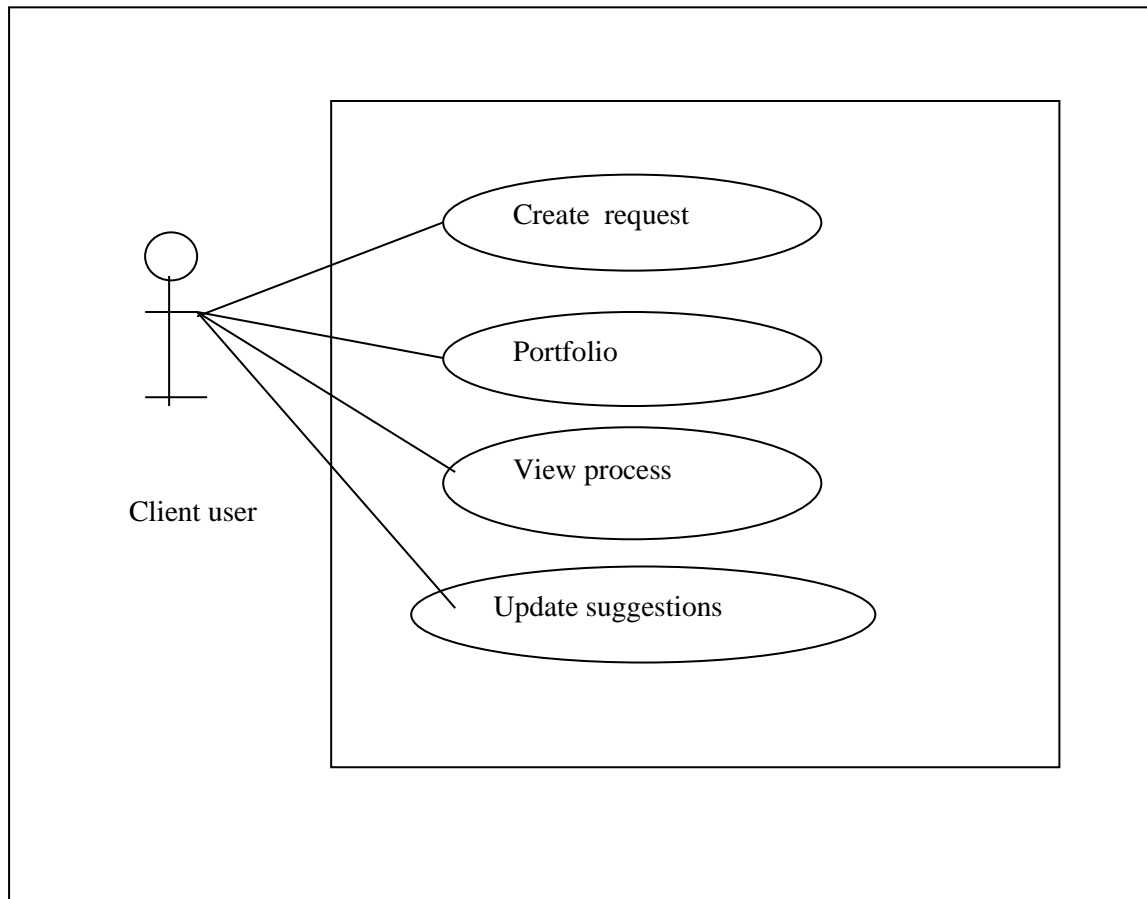 Create request
Portfolio
View process
Client user
Update suggestions